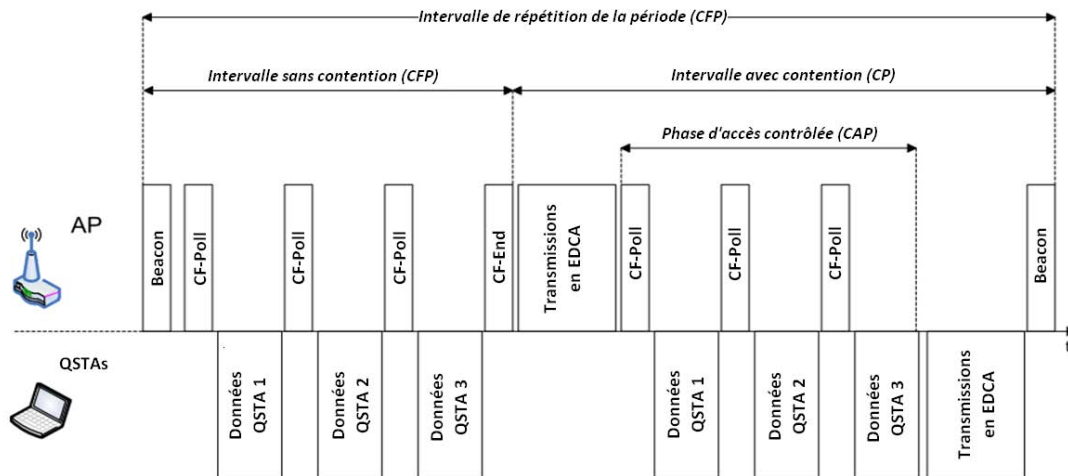 Intervalle de répétition de la période (CFP)
Intervalle sans contention (CFP)
Intervalle avec contention (CP)
Phase d'accès contrôlée (CAP)
AP
Beacon
CF-Poll
CF-Poll
CF-Poll
CF-End
Transmissions
en EDCA
CF-Poll
CF-Poll
CF-Poll
Beacon
t
QSTAs
Données
QSTA 1
Données
QSTA 2
Données
QSTA 3
Données
QSTA 1
Données
QSTA 2
Données
QSTA 3
Transmissions
en EDCA